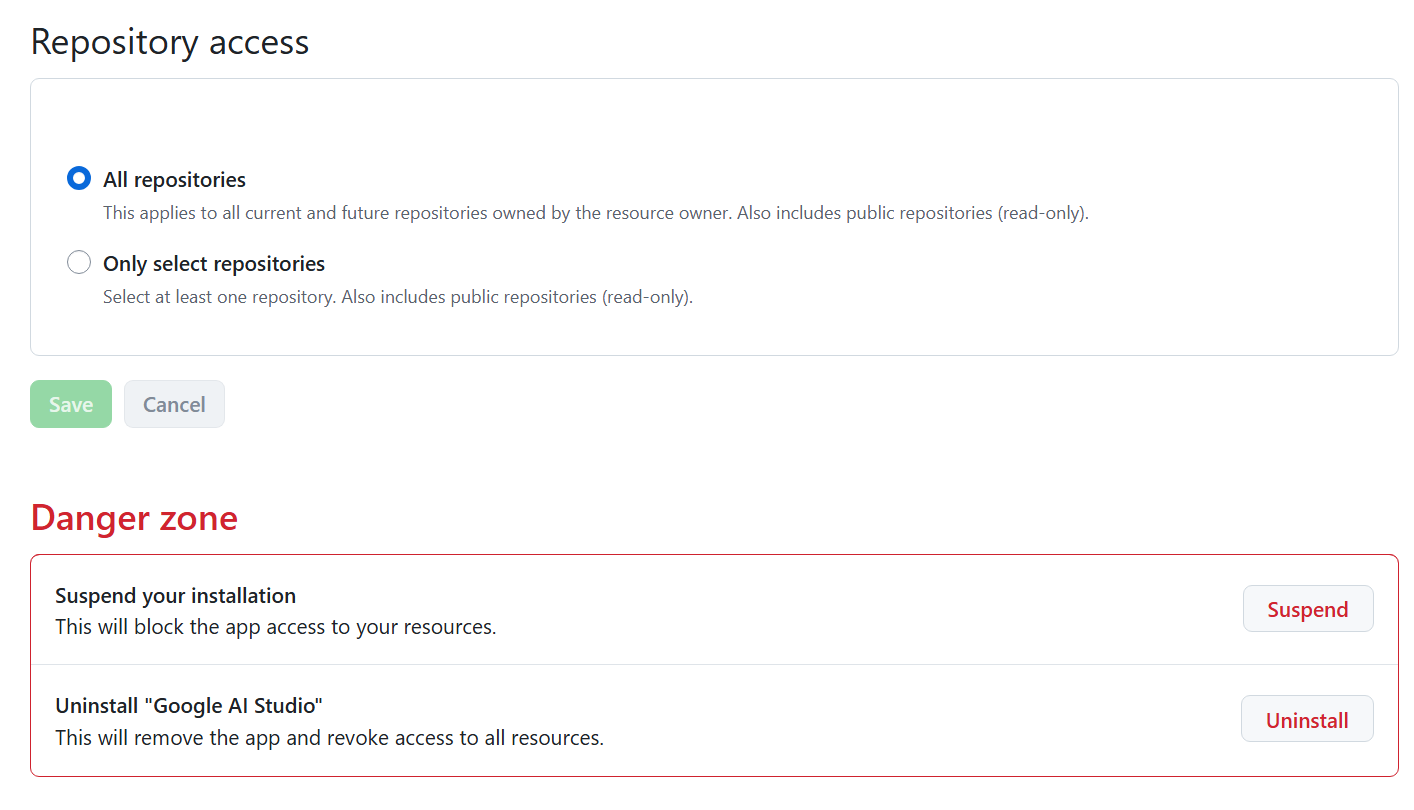 Repository access
All repositories
This applies to all current and future repositories owned by the resource owner. Also includes public repositories (read-only).
Only select repositories
Select at least one repository. Also includes public repositories (read-only).
Save
Cancel
Danger zone
Suspend your installation
This will block the app access to your resources.
Suspend
Uninstall "Google AI Studio"
This will remove the app and revoke access to all resources.
Uninstall